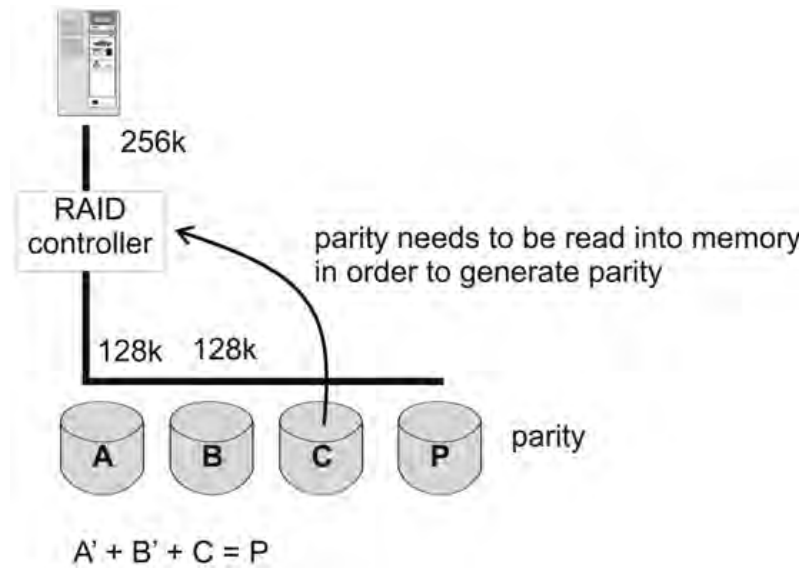 256k
RAID
controller
parity needs to be read into memory
in order to generate parity
128k 128k
A B C P parity
A' + B' + C = P